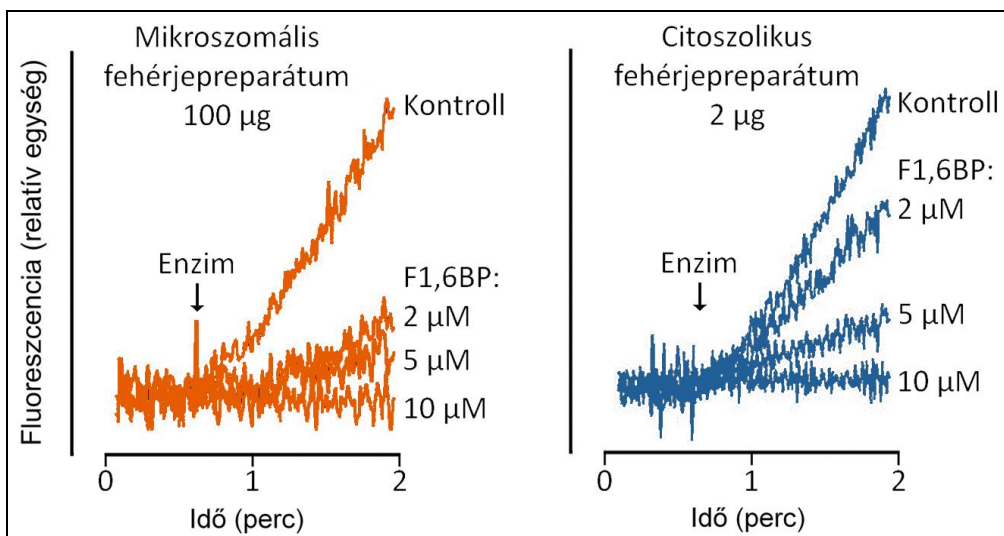 Fluoreszcencia (relatív egység)
Mikroszomális
fehérjepreparátum
100 µg
Kontroll
Enzim
F1,6BP:
2 µM
5 µM
10 µM
0
1
2
Idő (perc)
Citoszolikus
fehérjepreparátum
2 µg
Kontroll
F1,6BP:
2 µM
Enzim
5 µM
10 µM
0
1
2
Idő (perc)